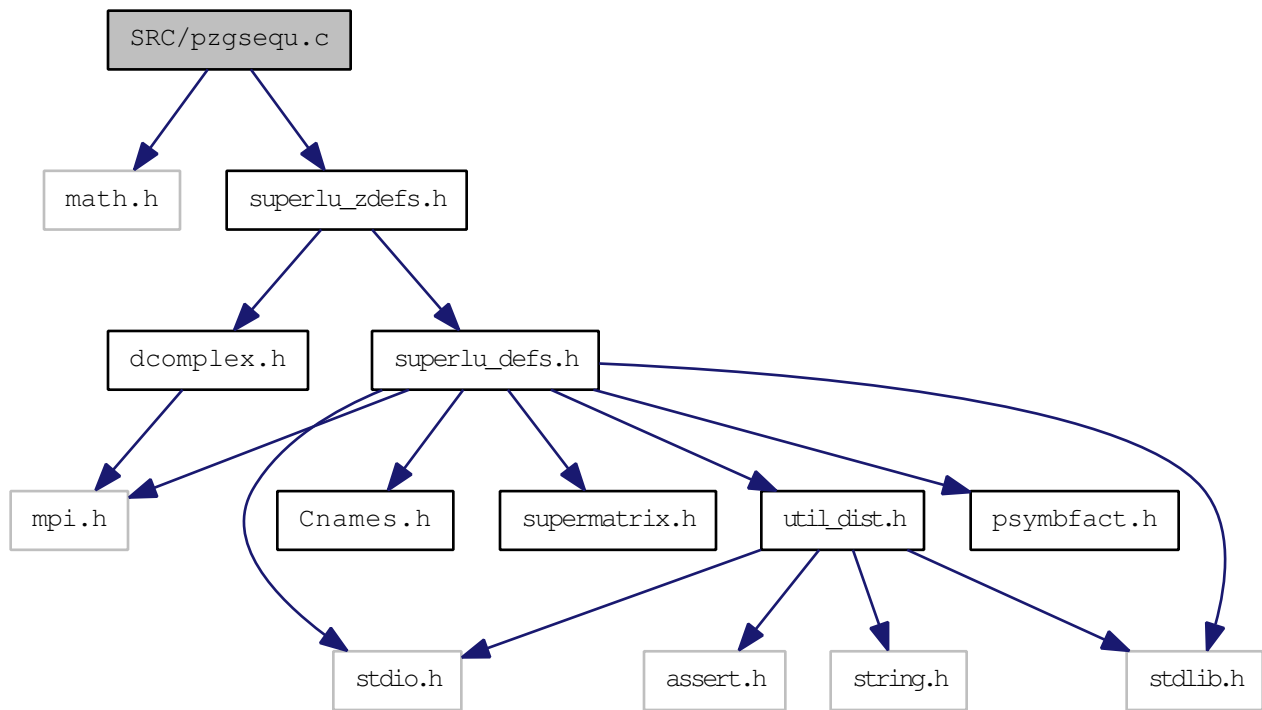 SRC/pzgsequ.c
math.h
superlu_zdefs.h
dcomplex.h
superlu_defs.h
mpi.h
Cnames.h
supermatrix.h
util_dist.h
psymbfact.h
stdio.h
assert.h
string.h
stdlib.h